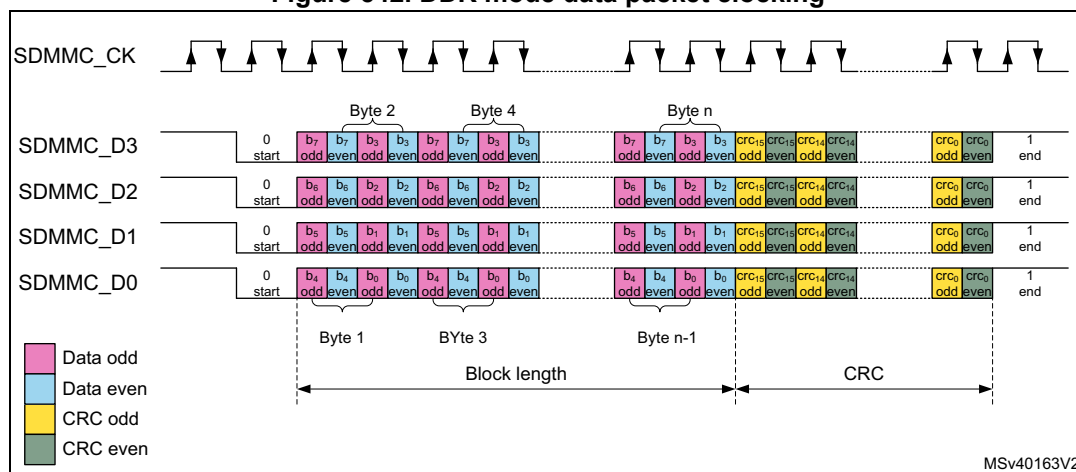 Figure 842. DDR mode data packet clocking
SDMMC_CK
Byte 2 Byte 4 Byte n
SDMMC_D3 0 start b7 odd b7 even b3 odd b3 even b7 odd b7 even b3 odd b3 even b7 odd b7 even b3 odd b3 even crc15 odd crc15 even crc14 odd crc14 even crc0 odd crc0 even 1 end
SDMMC_D2 0 start b6 odd b6 even b2 odd b2 even b6 odd b6 even b2 odd b2 even b6 odd b6 even b2 odd b2 even crc15 odd crc15 even crc14 odd crc14 even crc0 odd crc0 even 1 end
SDMMC_D1 0 start b5 odd b5 even b1 odd b1 even b5 odd b5 even b1 odd b1 even b5 odd b5 even b1 odd b1 even crc15 odd crc15 even crc14 odd crc14 even crc0 odd crc0 even 1 end
SDMMC_D0 0 start b4 odd b4 even b0 odd b0 even b4 odd b4 even b0 odd b0 even b4 odd b4 even b0 odd b0 even crc15 odd crc15 even crc14 odd crc14 even crc0 odd crc0 even 1 end
Byte 1 BYte 3 Byte n-1
Data odd
Data even
CRC odd
CRC even
Block length CRC
MSv40163V2